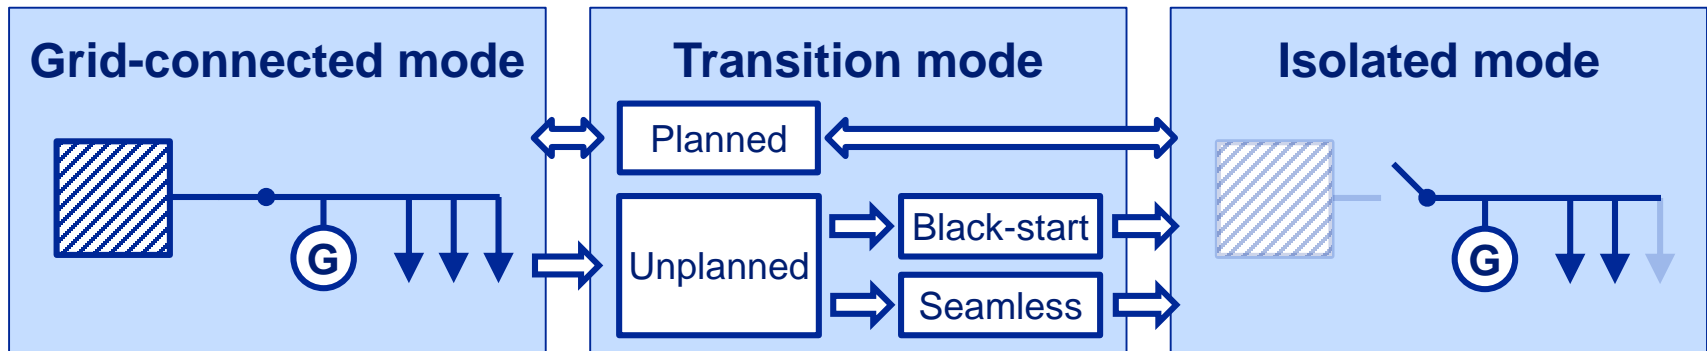 Grid-connected mode
G
Transition mode
Planned
Unplanned
Black-start
Seamless
Isolated mode
G